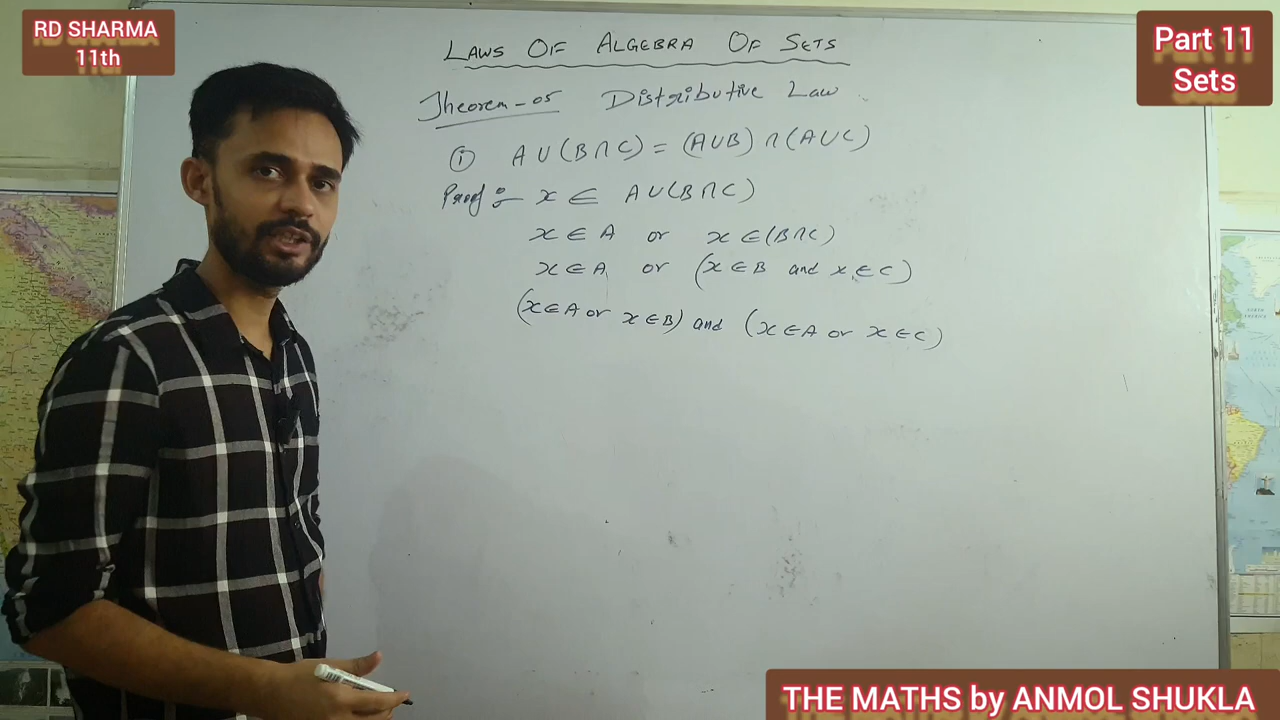 RD SHARMA
11th
Part 11
Sets
LAWS OF ALGEBRA OF SETS
Theorem-05 Distributive Law
① A∪(B∩C) = (A∪B)∩(A∪C)
Proof:- x ∈ A∪(B∩C)
x ∈ A or x ∈ (B∩C)
x ∈ A or (x ∈ B and x ∈ C)
(x ∈ A or x ∈ B) and (x ∈ A or x ∈ C)
THE MATHS by ANMOL SHUKLA